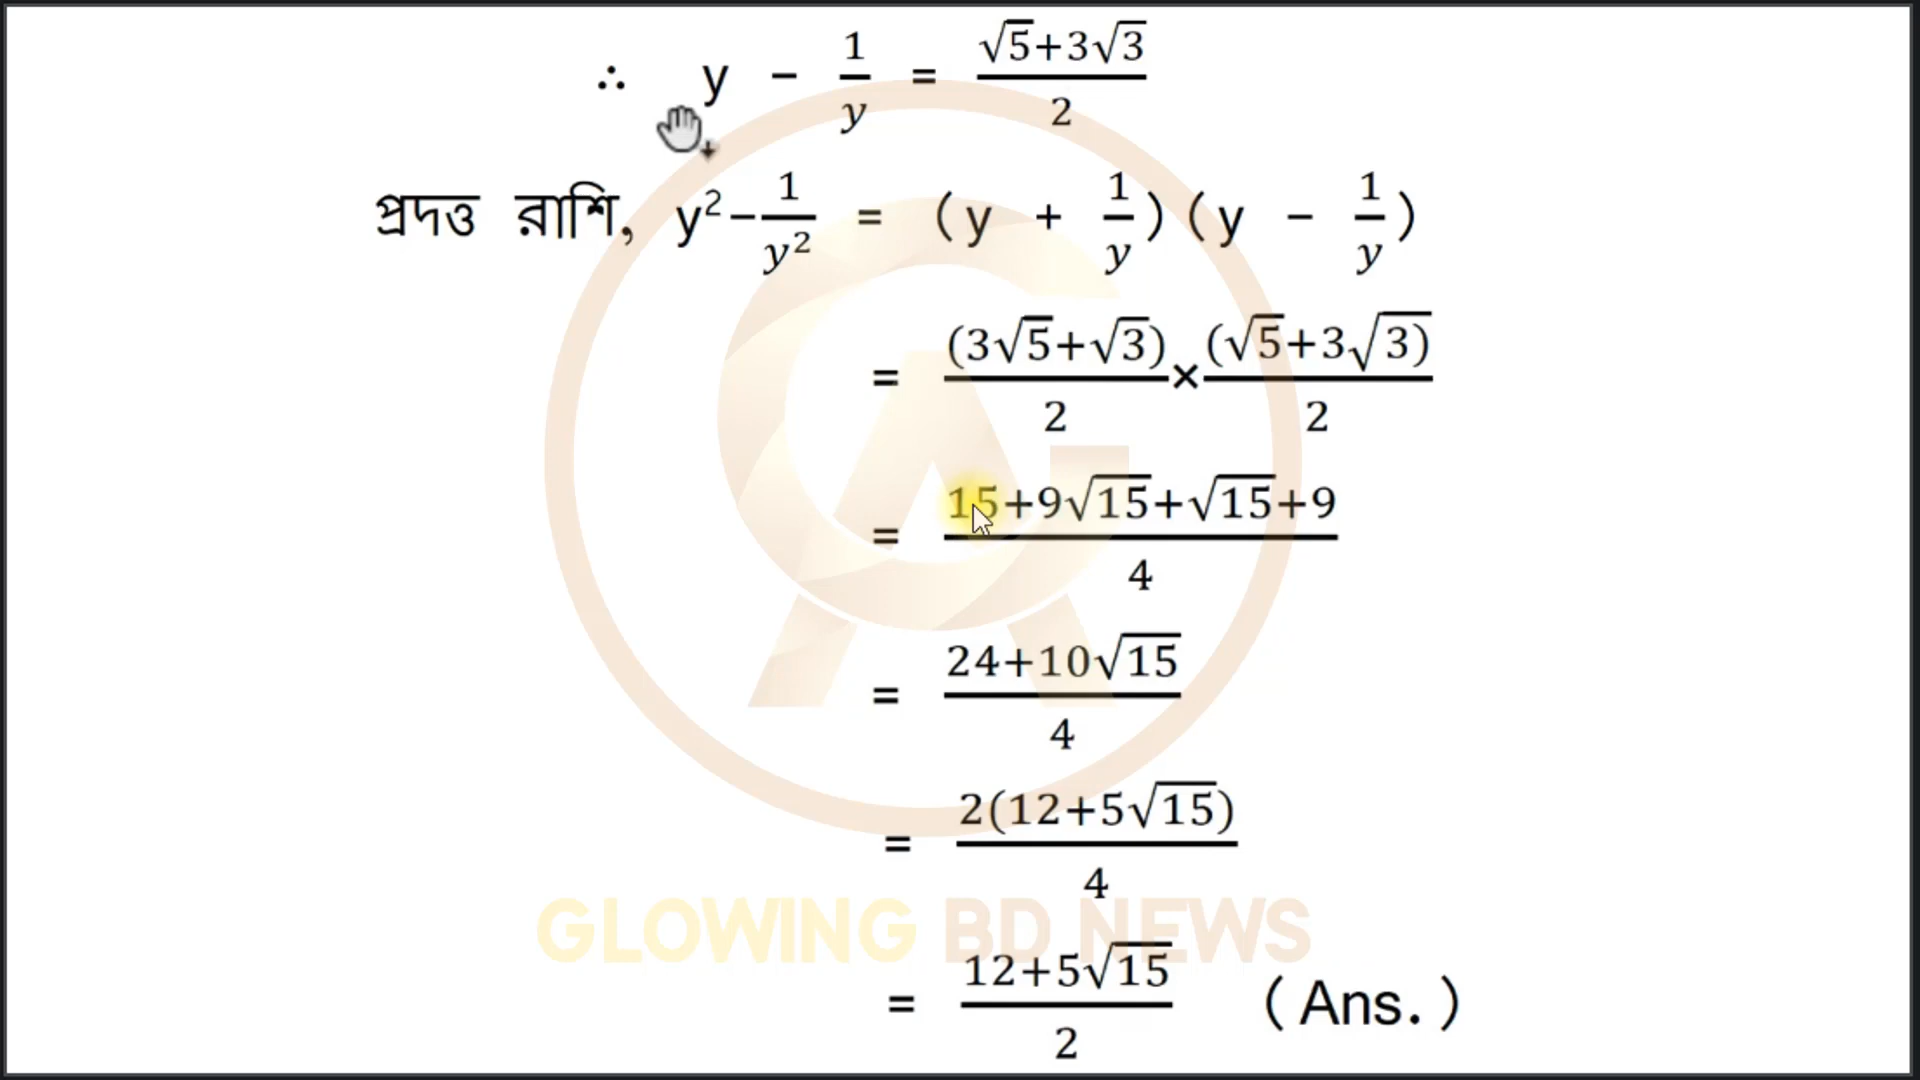 ∴ y - 1/y = (√5+3√3)/2
প্রদত্ত রাশি, y²-1/y² = (y + 1/y)(y - 1/y)
= (3√5+√3)/2 × (√5+3√3)/2
= (15+9√15+√15+9)/4
= (24+10√15)/4
= 2(12+5√15)/4
GLOWING BD NEWS
= (12+5√15)/2 (Ans.)